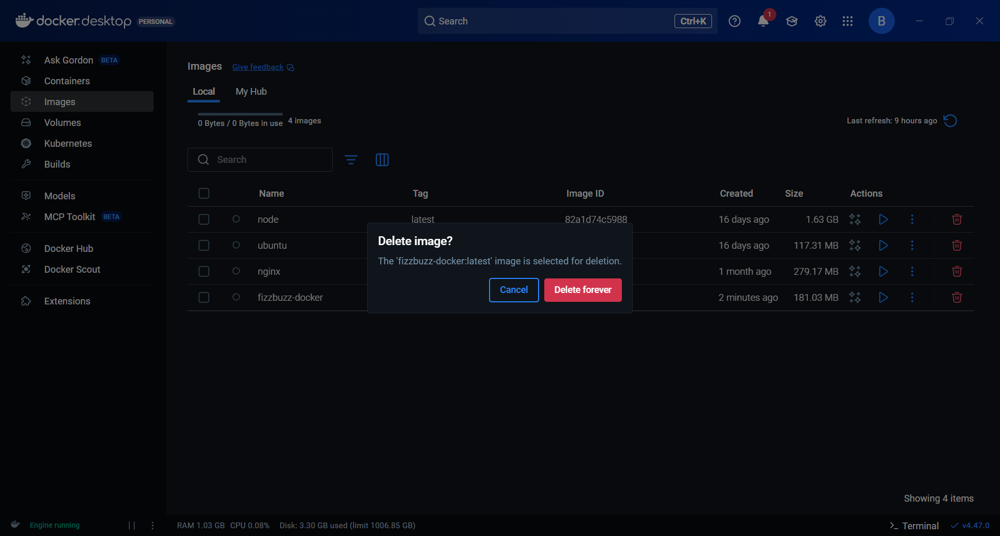 docker.desktop PERSONAL
Search Ctrl+K
1
B
Ask Gordon BETA
Containers
Images
Volumes
Kubernetes
Builds
Models
MCP Toolkit BETA
Docker Hub
Docker Scout
Extensions
Images Give feedback
Local My Hub
0 Bytes / 0 Bytes in use 4 images
Last refresh: 9 hours ago
Search
Name Tag Image ID Created Size Actions
node latest 82a1d74c5988 16 days ago 1.63 GB
ubuntu 16 days ago 117.31 MB
nginx 1 month ago 279.17 MB
fizzbuzz-docker 2 minutes ago 181.03 MB
Delete image?
The 'fizzbuzz-docker:latest' image is selected for deletion.
Cancel Delete forever
Showing 4 items
Engine running
RAM 1.03 GB CPU 0.08% Disk: 3.30 GB used (limit 1006.85 GB)
Terminal v4.47.0